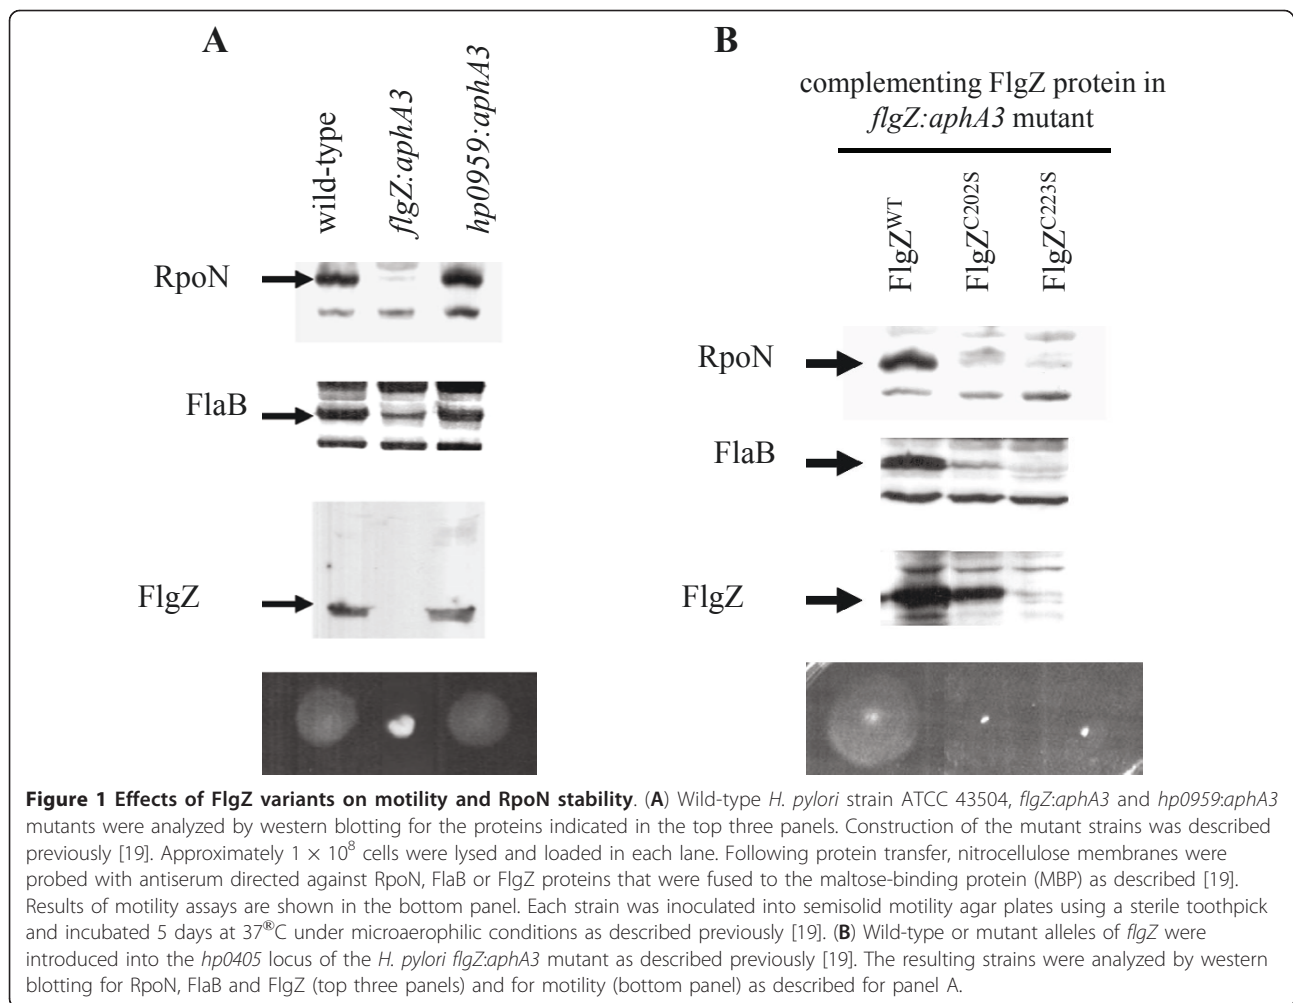 A
wild-type
flgZ:aphA3
hp0959:aphA3
RpoN
FlaB
FlgZ
B
complementing FlgZ protein in
flgZ:aphA3 mutant
FlgZ^WT
FlgZ^C202S
FlgZ^C223S
RpoN
FlaB
FlgZ
Figure 1 Effects of FlgZ variants on motility and RpoN stability. (A) Wild-type H. pylori strain ATCC 43504, flgZ:aphA3 and hp0959:aphA3
mutants were analyzed by western blotting for the proteins indicated in the top three panels. Construction of the mutant strains was described
previously [19]. Approximately 1 × 10^8 cells were lysed and loaded in each lane. Following protein transfer, nitrocellulose membranes were
probed with antiserum directed against RpoN, FlaB or FlgZ proteins that were fused to the maltose-binding protein (MBP) as described [19].
Results of motility assays are shown in the bottom panel. Each strain was inoculated into semisolid motility agar plates using a sterile toothpick
and incubated 5 days at 37®C under microaerophilic conditions as described previously [19]. (B) Wild-type or mutant alleles of flgZ were
introduced into the hp0405 locus of the H. pylori flgZ:aphA3 mutant as described previously [19]. The resulting strains were analyzed by western
blotting for RpoN, FlaB and FlgZ (top three panels) and for motility (bottom panel) as described for panel A.